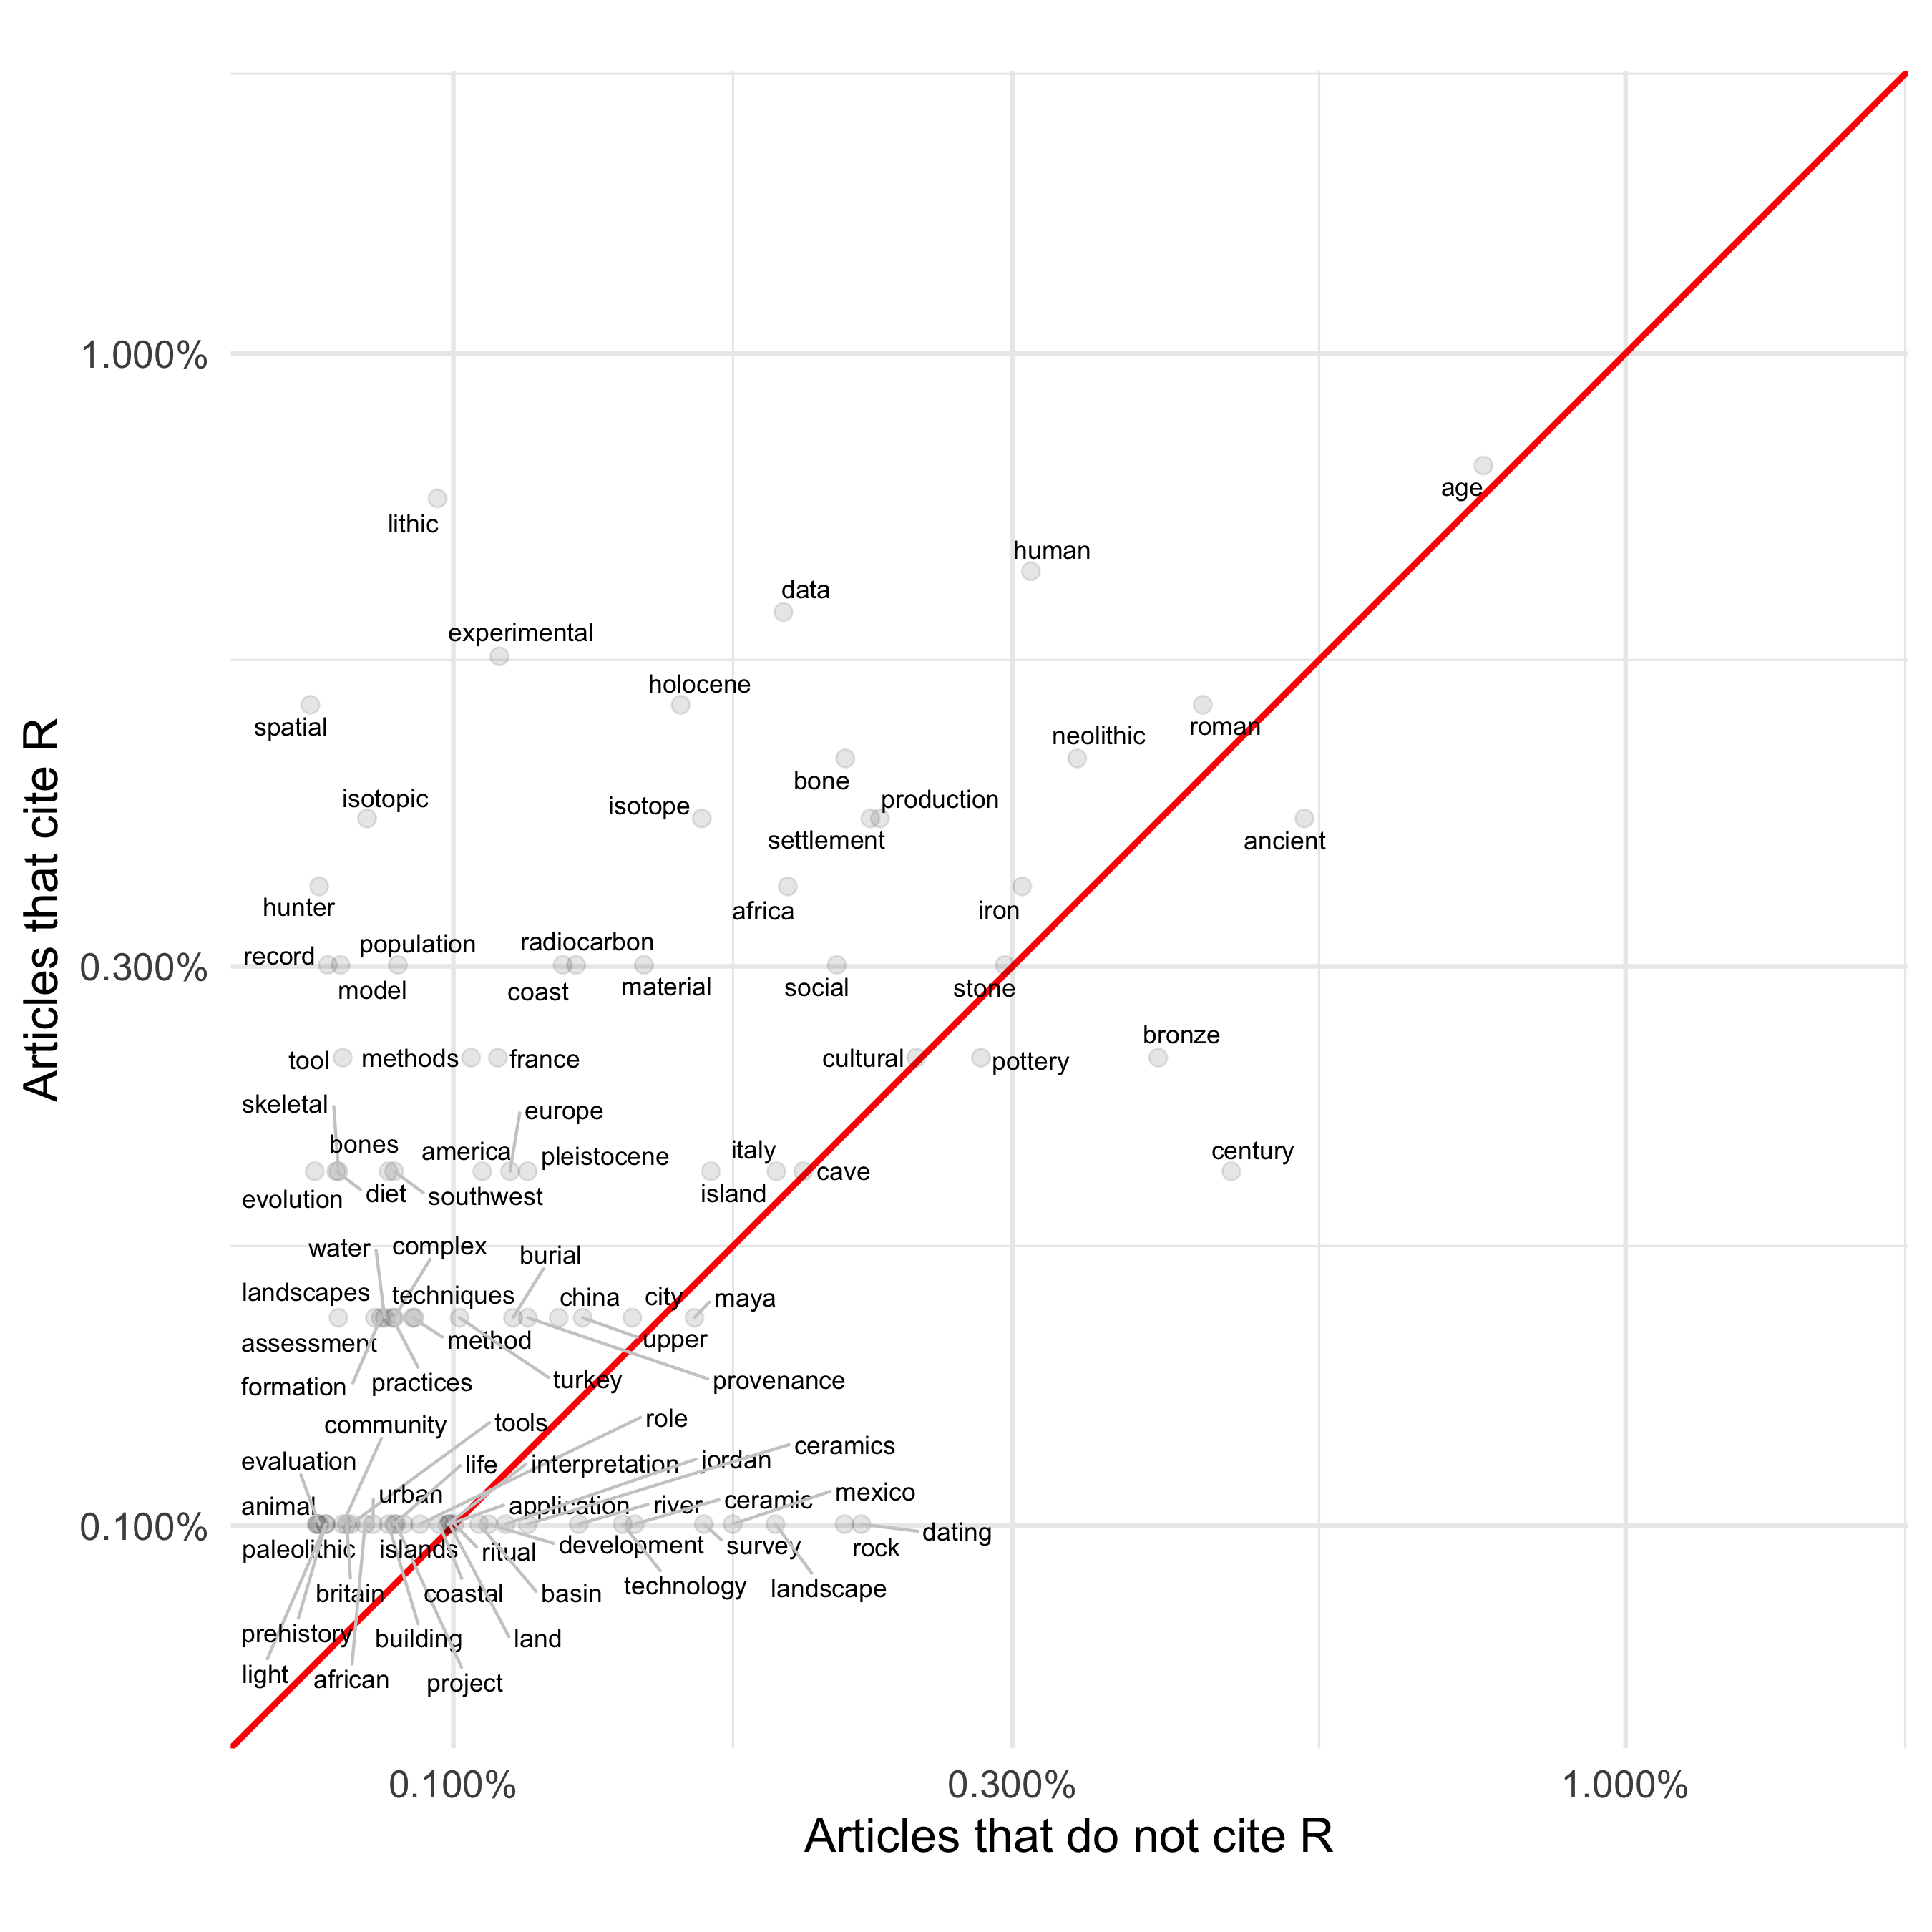 1.000%
age
lithic
human
data
experimental
holocene
spatial
roman
neolithic
bone
isotopic
isotope
production
settlement
ancient
hunter
africa
iron
record
population
radiocarbon
model
coast
material
social
stone
bronze
tool
methods
france
cultural
pottery
0.300%
skeletal
europe
bones
america
pleistocene
italy
cave
century
evolution
diet
southwest
island
water
complex
burial
landscapes
techniques
china
city
maya
assessment
method
upper
formation
practices
turkey
provenance
community
tools
role
evaluation
life
interpretation
jordan
ceramics
animal
urban
application
river
ceramic
mexico
0.100%
dating
paleolithic
islands
ritual
development
survey
rock
britain
coastal
basin
technology
landscape
prehistory
building
land
light
african
project
Articles that cite R
0.100%
0.300%
1.000%
Articles that do not cite R